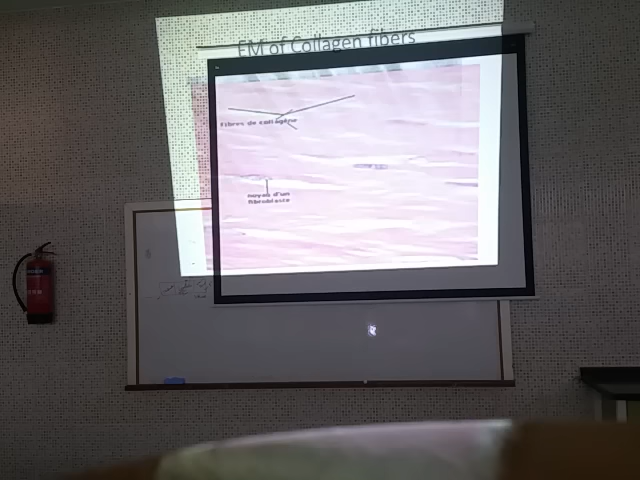 EM of Collagen fibers
Fibres de collagène
noyau d'un
fibroblaste